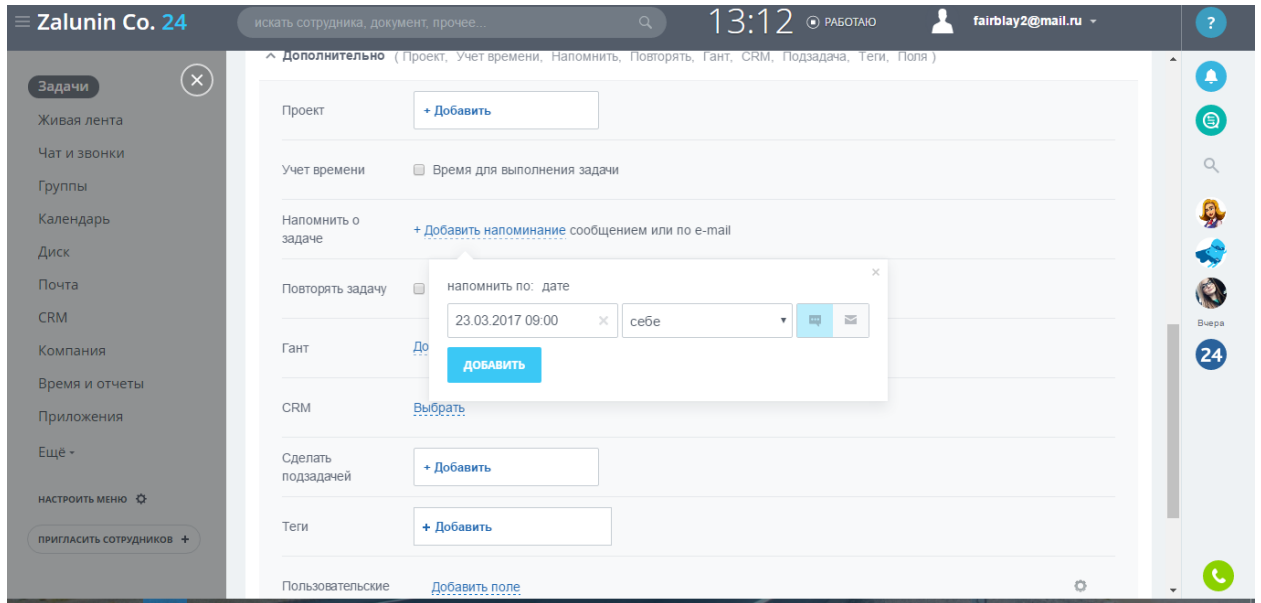 Zalunin Co. 24
искать сотрудника, документ, прочее...
13:12 РАБОТАЮ
fairblay2@mail.ru
?
Задачи
Живая лента
Чат и звонки
Группы
Календарь
Диск
Почта
CRM
Компания
Время и отчеты
Приложения
Ещё
НАСТРОИТЬ МЕНЮ
ПРИГЛАСИТЬ СОТРУДНИКОВ +
Дополнительно ( Проект, Учет времени, Напомнить, Повторять, Гант, CRM, Подзадача, Теги, Поля )
Проект
+ Добавить
Учет времени
Время для выполнения задачи
Напомнить о
задаче
+ Добавить напоминание сообщением или по e-mail
напомнить по: дате
23.03.2017 09:00
себе
ДОБАВИТЬ
Повторять задачу
Гант
До
CRM
Выбрать
Сделать
подзадачей
+ Добавить
Теги
+ Добавить
Пользовательские
Добавить поле
Вчера
24